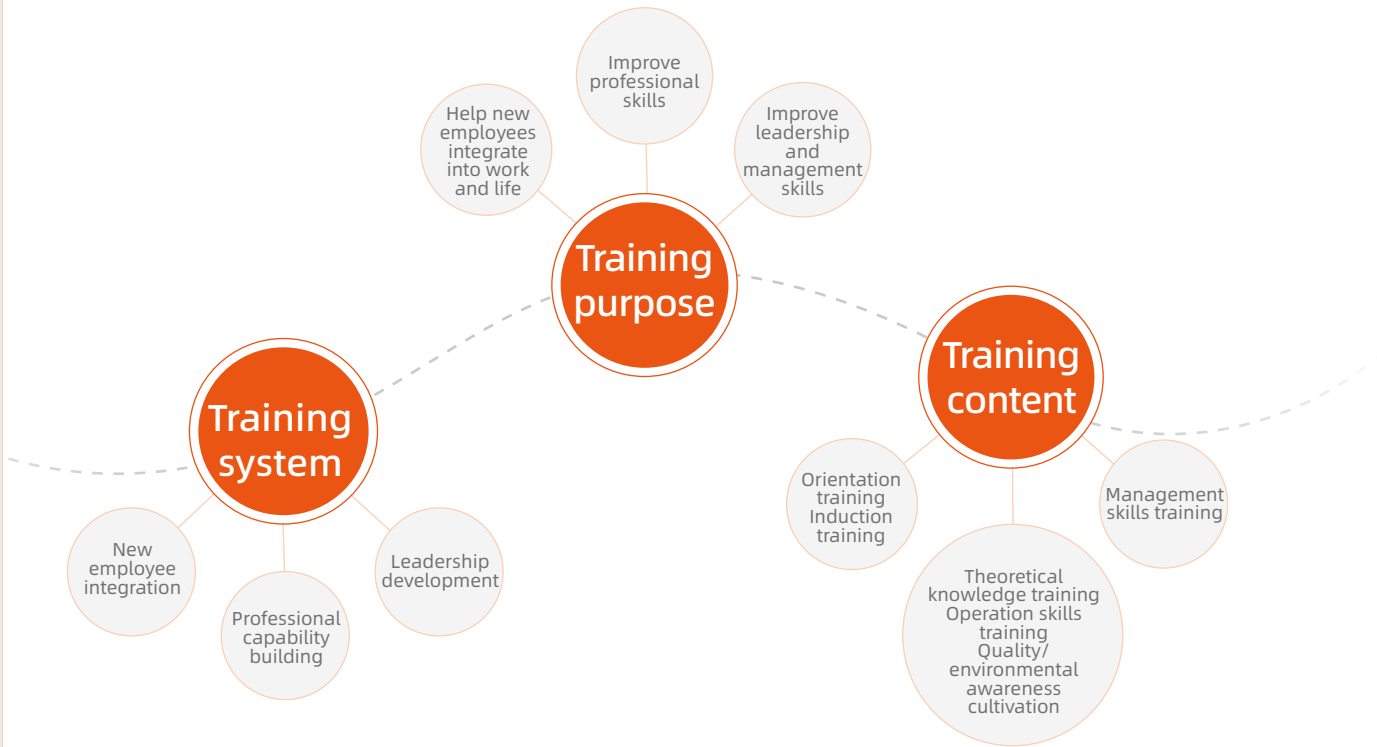 Training
system
New
employee
integration
Professional
capability
building
Leadership
development
Training
purpose
Help new
employees
integrate
into work
and life
Improve
professional
skills
Improve
leadership
and
management
skills
Training
content
Orientation
training
Induction
training
Theoretical
knowledge training
Operation skills
training
Quality/
environmental
awareness
cultivation
Management
skills training